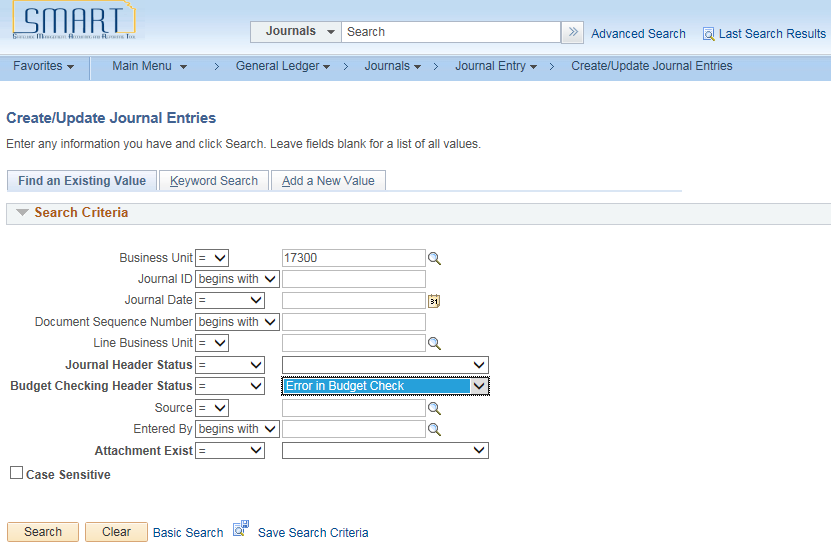 SMART
Journals Search Advanced Search Last Search Results
Favorites Main Menu > General Ledger > Journals > Journal Entry > Create/Update Journal Entries
Create/Update Journal Entries
Enter any information you have and click Search. Leave fields blank for a list of all values.
Find an Existing Value Keyword Search Add a New Value
Search Criteria
Business Unit = 17300
Journal ID begins with
Journal Date = 31
Document Sequence Number begins with
Line Business Unit =
Journal Header Status =
Budget Checking Header Status = Error in Budget Check
Source =
Entered By begins with
Attachment Exist =
Case Sensitive
Search Clear Basic Search Save Search Criteria